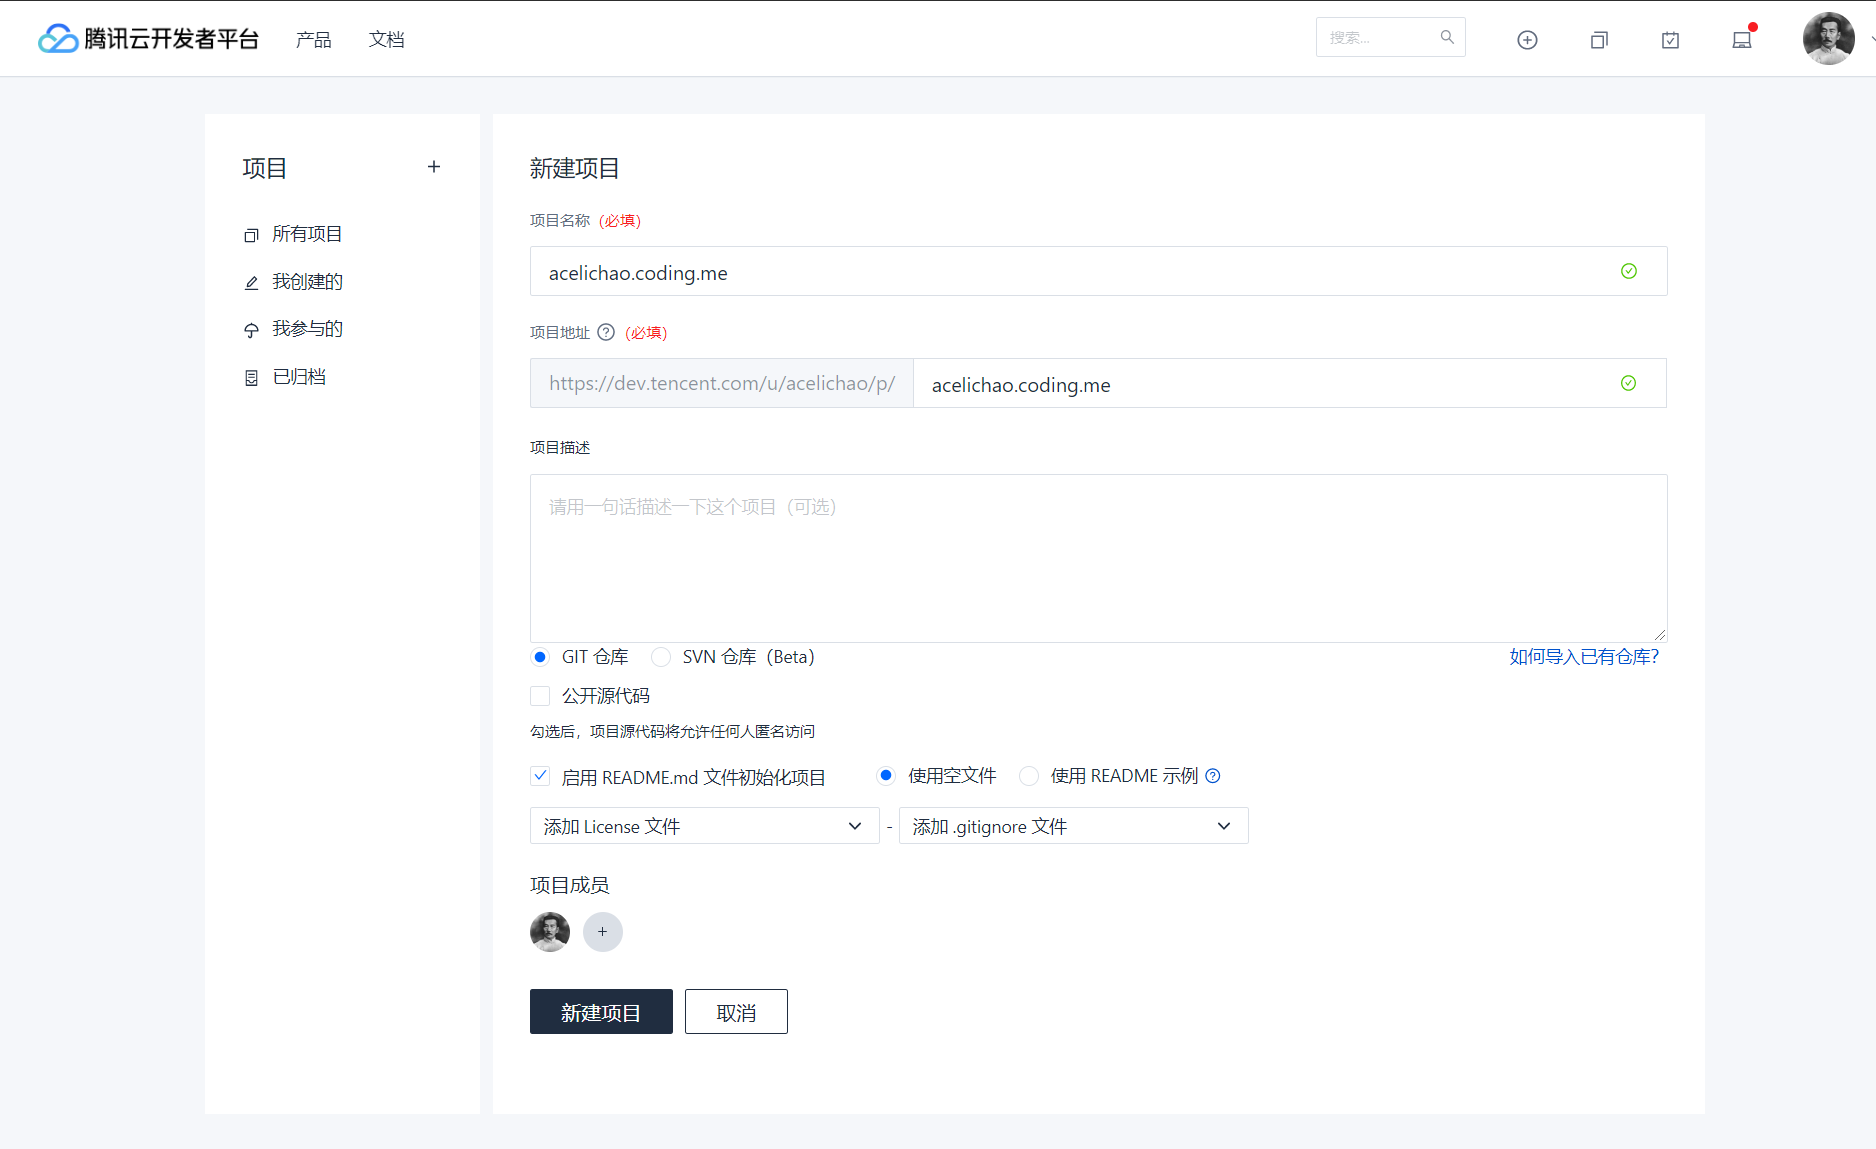 腾讯云开发者平台 产品 文档 搜索...
项目 +
所有项目
我创建的
我参与的
已归档
新建项目
项目名称 (必填)
acelichao.coding.me
项目地址 ? (必填)
https://dev.tencent.com/u/acelichao/p/ acelichao.coding.me
项目描述
请用一句话描述一下这个项目（可选）
GIT 仓库 SVN 仓库（Beta） 如何导入已有仓库?
公开源代码
勾选后，项目源代码将允许任何人匿名访问
启用 README.md 文件初始化项目 使用空文件 使用 README 示例 ?
添加 License 文件 - 添加 .gitignore 文件
项目成员
+
新建项目 取消